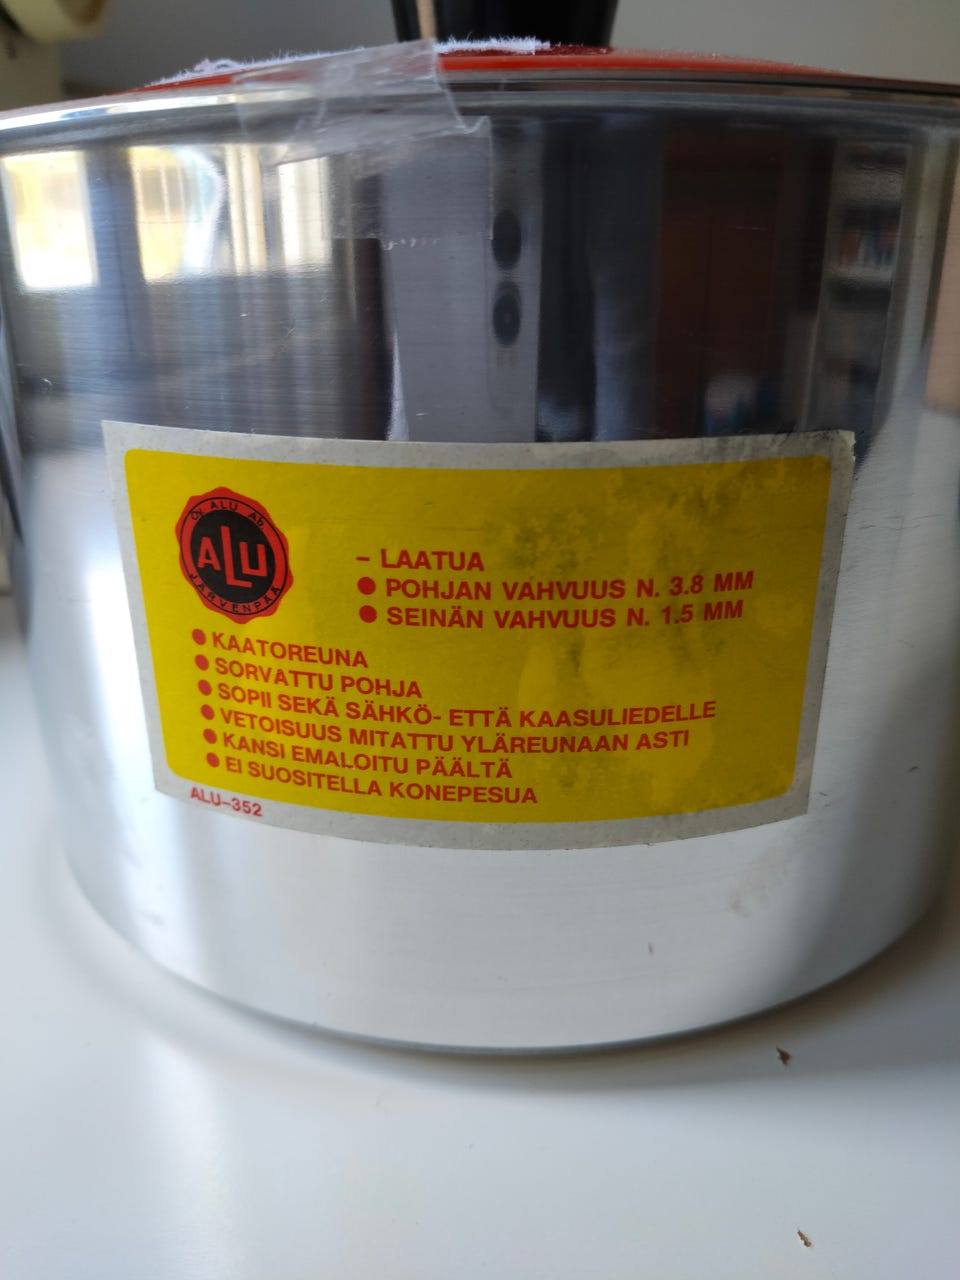 Oy ALU Ab.
ALU
JÄRVENPÄÄ
– LAATUA
● POHJAN VAHVUUS N. 3.8 MM
● SEINÄN VAHVUUS N. 1.5 MM
● KAATOREUNA
● SORVATTU POHJA
● SOPII SEKÄ SÄHKÖ- ETTÄ KAASULIEDELLE
● VETOISUUS MITATTU YLÄREUNAAN ASTI
● KANSI EMALOITU PÄÄLTÄ
● EI SUOSITELLA KONEPESUA
ALU–352